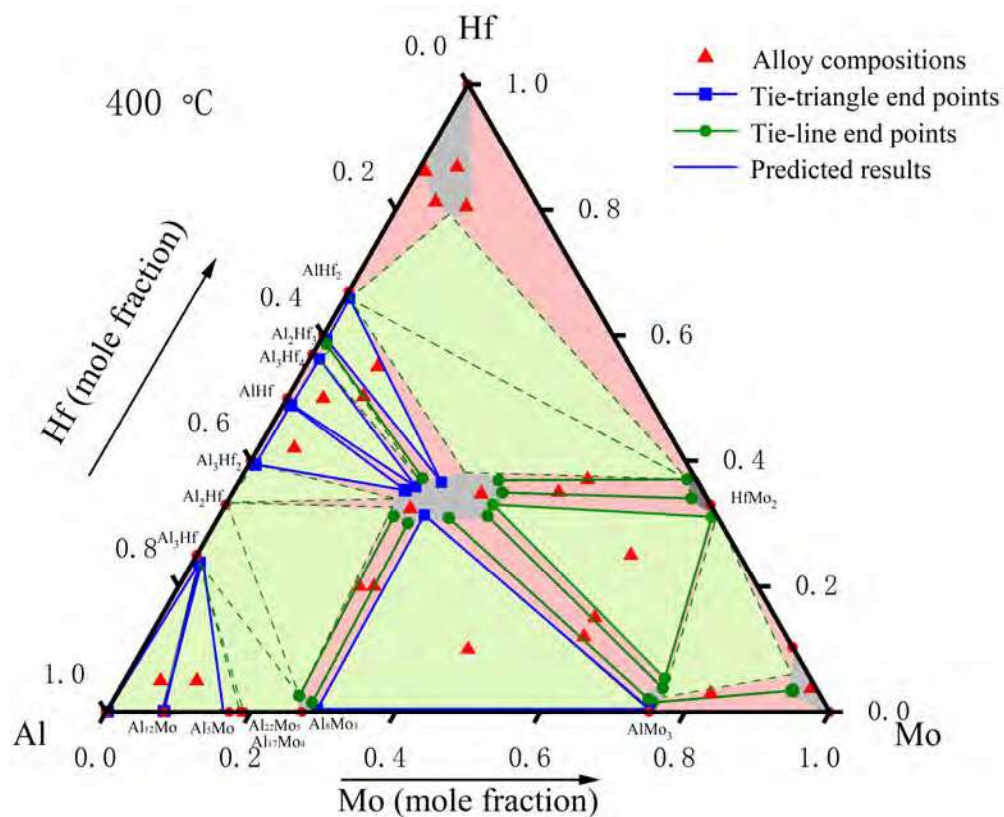 Hf
0.0
1.0
Alloy compositions
Tie-triangle end points
Tie-line end points
Predicted results
400 °C
0.2
0.8
Hf (mole fraction)
AlHf₂
0.4
0.6
Al₂Hf₃
Al₃Hf₄
AlHf
0.6
0.4
Al₃Hf₂
Al₂Hf
HfMo₂
Al₃Hf
0.8
0.2
1.0
0.0
Al
Al₁₂Mo
Al₅Mo
Al₂₂Mo₅
Al₁₇Mo₄
Al₈Mo₃
AlMo₃
Mo
0.0
0.2
0.4
0.6
0.8
1.0
Mo (mole fraction)